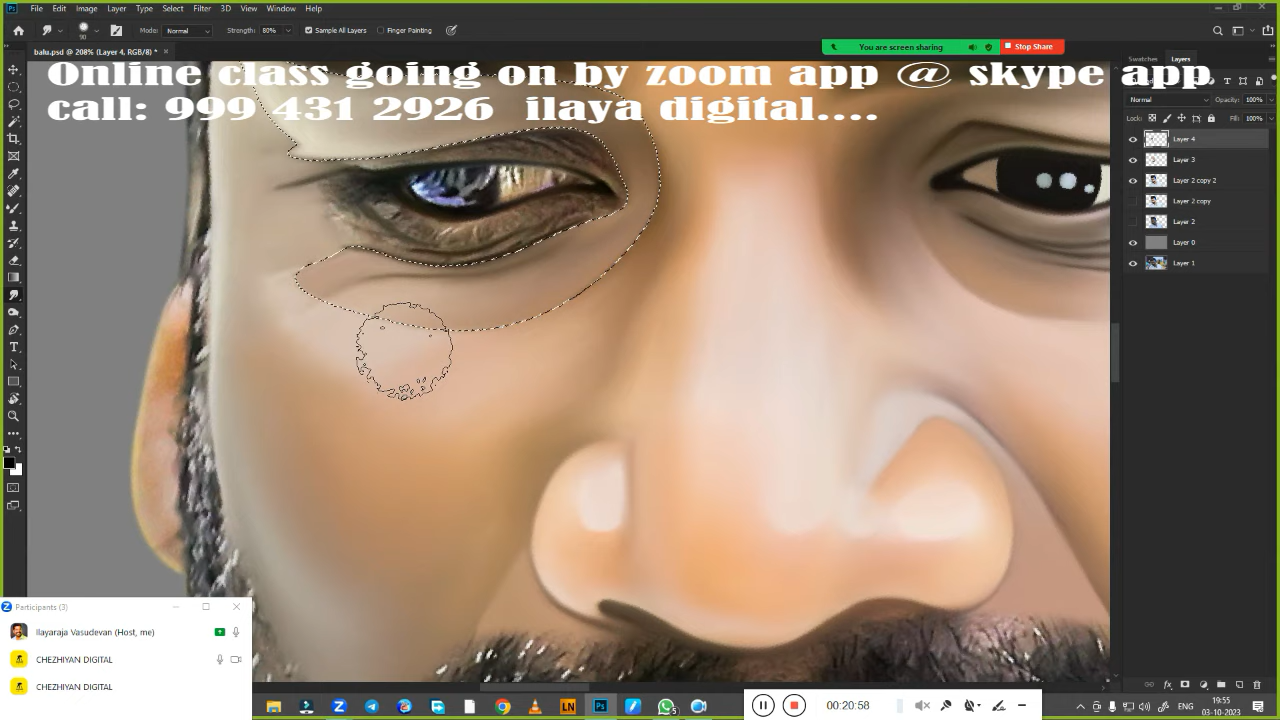 File Edit Image Layer Type Select Filter 3D View Window Help
90 Mode: Normal Strength: 80% Sample All Layers Finger Painting
balu.psd @ 208% (Layer 4, RGB/8) * ×
You are screen sharing Stop Share
Swatches Layers
Online class going on by zoom app @ skype app
call: 999 431 2926 ilaya digital....
Normal Opacity: 100%
Lock: Fill: 100%
Layer 4
Layer 3
Layer 2 copy 2
Layer 2 copy
Layer 2
Layer 0
Layer 1
Participants (3)
Ilayaraja Vasudevan (Host, me)
CHEZHIYAN DIGITAL
CHEZHIYAN DIGITAL
00:20:58
ENG
19:55
03-10-2023